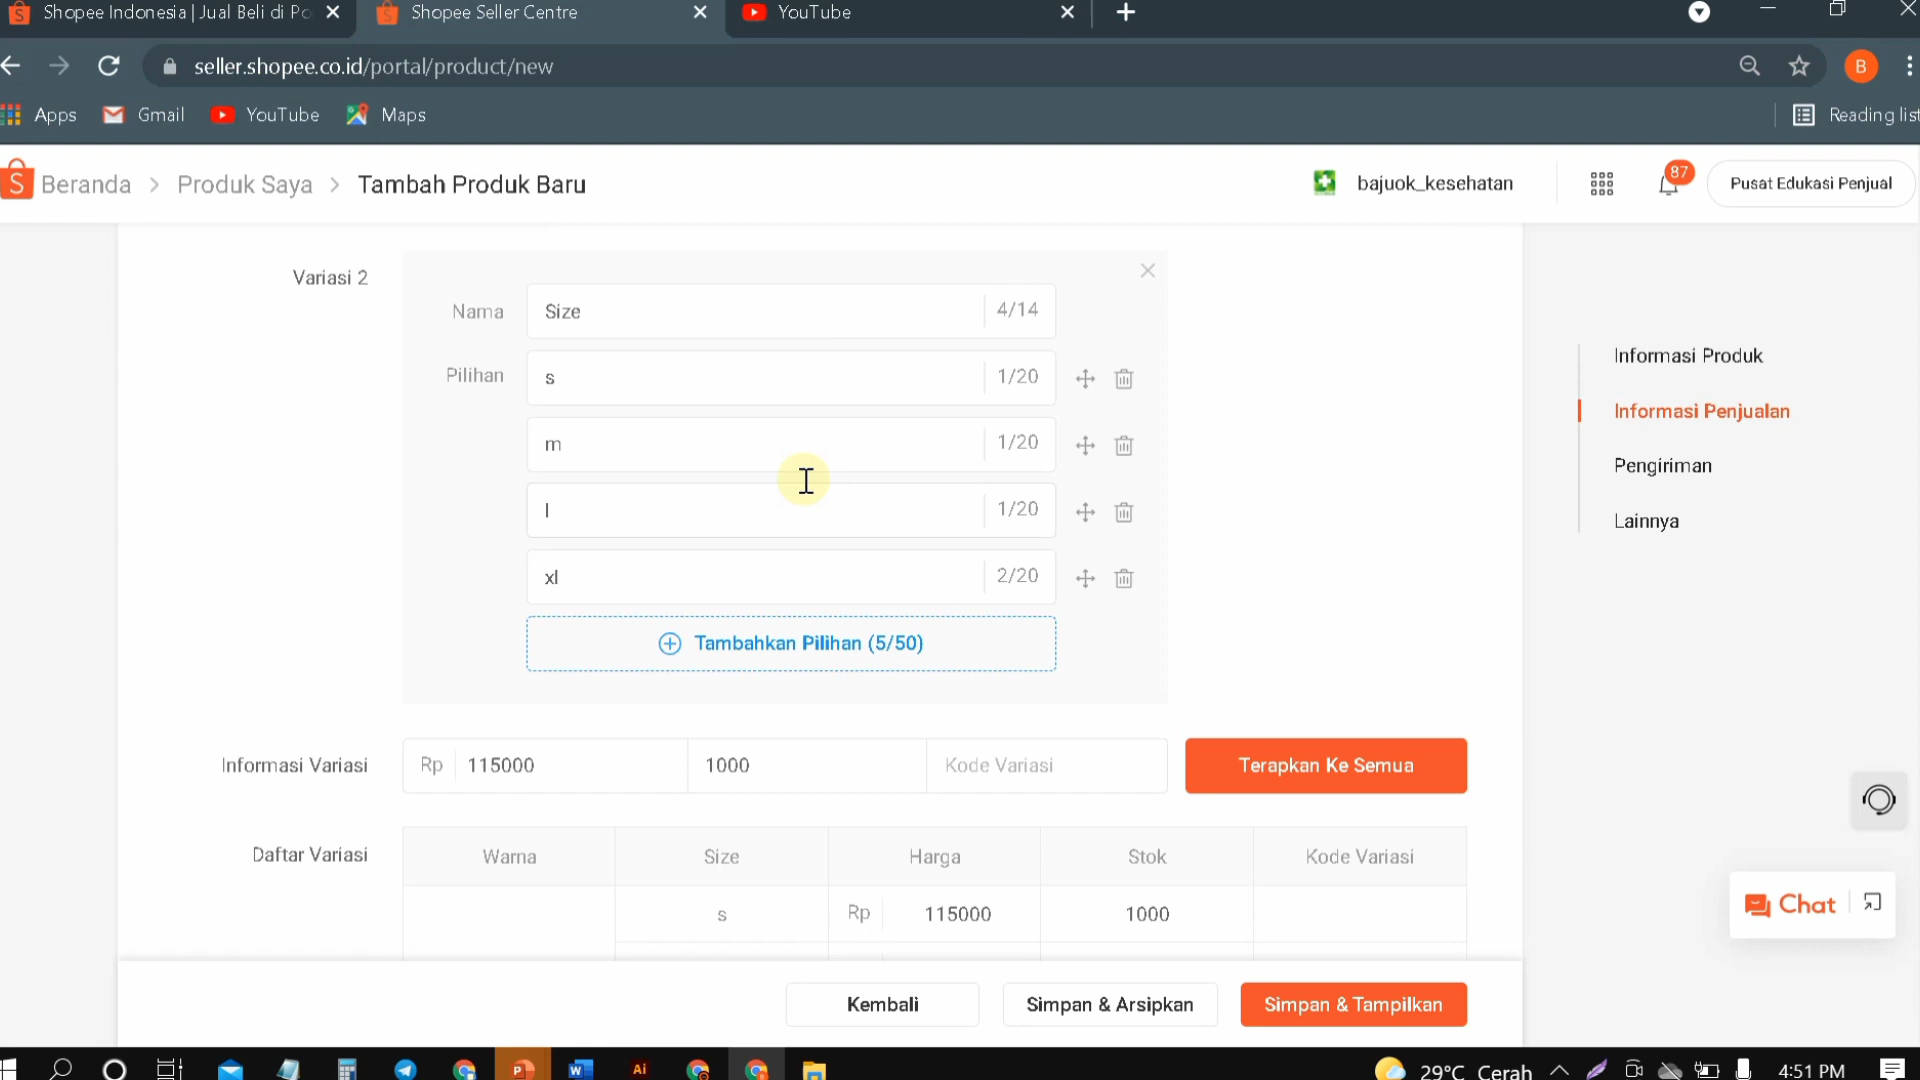 Shopee Indonesia | Jual Beli di Po
Shopee Seller Centre
YouTube
seller.shopee.co.id/portal/product/new
B
Apps
Gmail
YouTube
Maps
Reading list
Beranda > Produk Saya > Tambah Produk Baru
bajuok_kesehatan
87
Pusat Edukasi Penjual
Variasi 2
Nama
Size
4/14
Pilihan
s
1/20
m
1/20
l
1/20
xl
2/20
Tambahkan Pilihan (5/50)
Informasi Produk
Informasi Penjualan
Pengiriman
Lainnya
Informasi Variasi
Rp 115000
1000
Kode Variasi
Terapkan Ke Semua
Daftar Variasi
Warna
Size
Harga
Stok
Kode Variasi
s
Rp 115000
1000
Chat
Kembali
Simpan & Arsipkan
Simpan & Tampilkan
29°C Cerah
4:51 PM